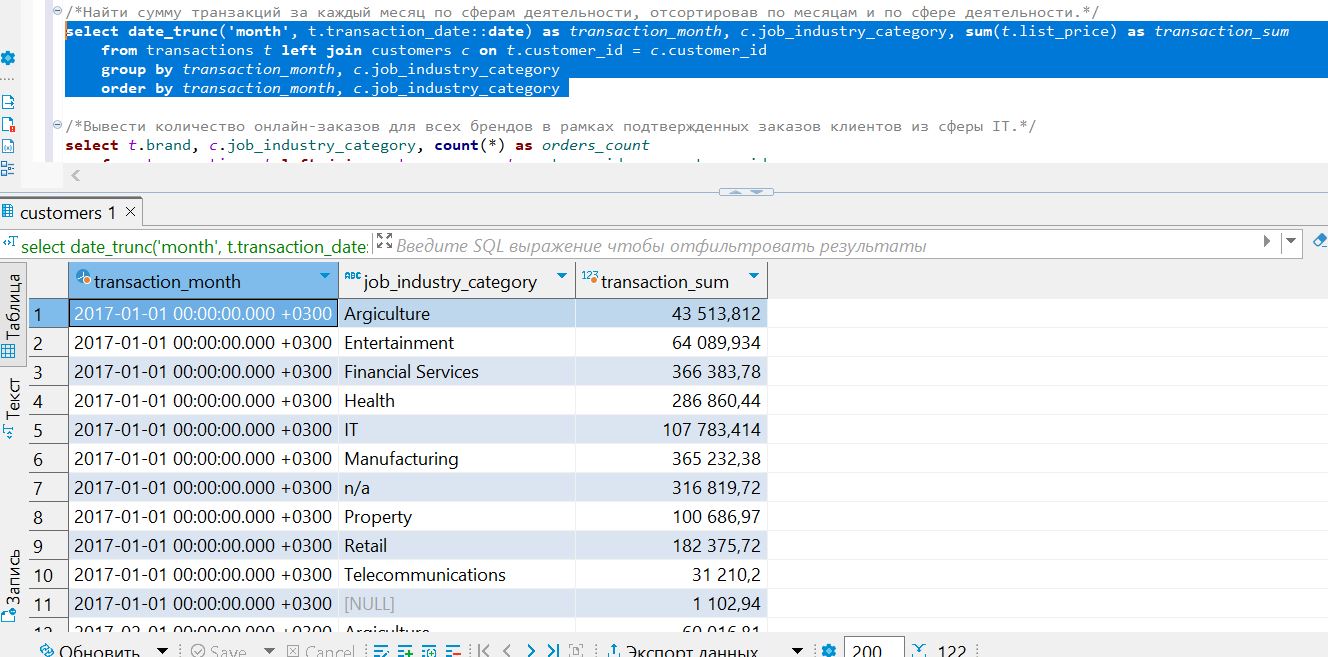 /*Найти сумму транзакций за каждый месяц по сферам деятельности, отсортировав по месяцам и по сфере деятельности.*/
select date_trunc('month', t.transaction_date::date) as transaction_month, c.job_industry_category, sum(t.list_price) as transaction_sum
from transactions t left join customers c on t.customer_id = c.customer_id
group by transaction_month, c.job_industry_category
order by transaction_month, c.job_industry_category
/*Вывести количество онлайн-заказов для всех брендов в рамках подтвержденных заказов клиентов из сферы IT.*/
select t.brand, c.job_industry_category, count(*) as orders_count
customers 1
select date_trunc('month', t.transaction_date: Введите SQL выражение чтобы отфильтровать результаты
Таблица
Текст
Запись
transaction_month ABC job_industry_category 123 transaction_sum
1 2017-01-01 00:00:00.000 +0300 Argiculture 43 513,812
2 2017-01-01 00:00:00.000 +0300 Entertainment 64 089,934
3 2017-01-01 00:00:00.000 +0300 Financial Services 366 383,78
4 2017-01-01 00:00:00.000 +0300 Health 286 860,44
5 2017-01-01 00:00:00.000 +0300 IT 107 783,414
6 2017-01-01 00:00:00.000 +0300 Manufacturing 365 232,38
7 2017-01-01 00:00:00.000 +0300 n/a 316 819,72
8 2017-01-01 00:00:00.000 +0300 Property 100 686,97
9 2017-01-01 00:00:00.000 +0300 Retail 182 375,72
10 2017-01-01 00:00:00.000 +0300 Telecommunications 31 210,2
11 2017-01-01 00:00:00.000 +0300 [NULL] 1 102,94
12 2017-02-01 00:00:00.000 +0300 Argiculture 60 016,81
Обновить Save Cancel Экспорт данных 200 122